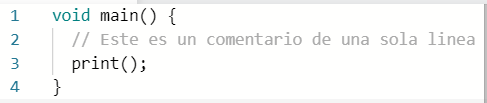 1 void main() {
2 // Este es un comentario de una sola linea
3 print();
4 }